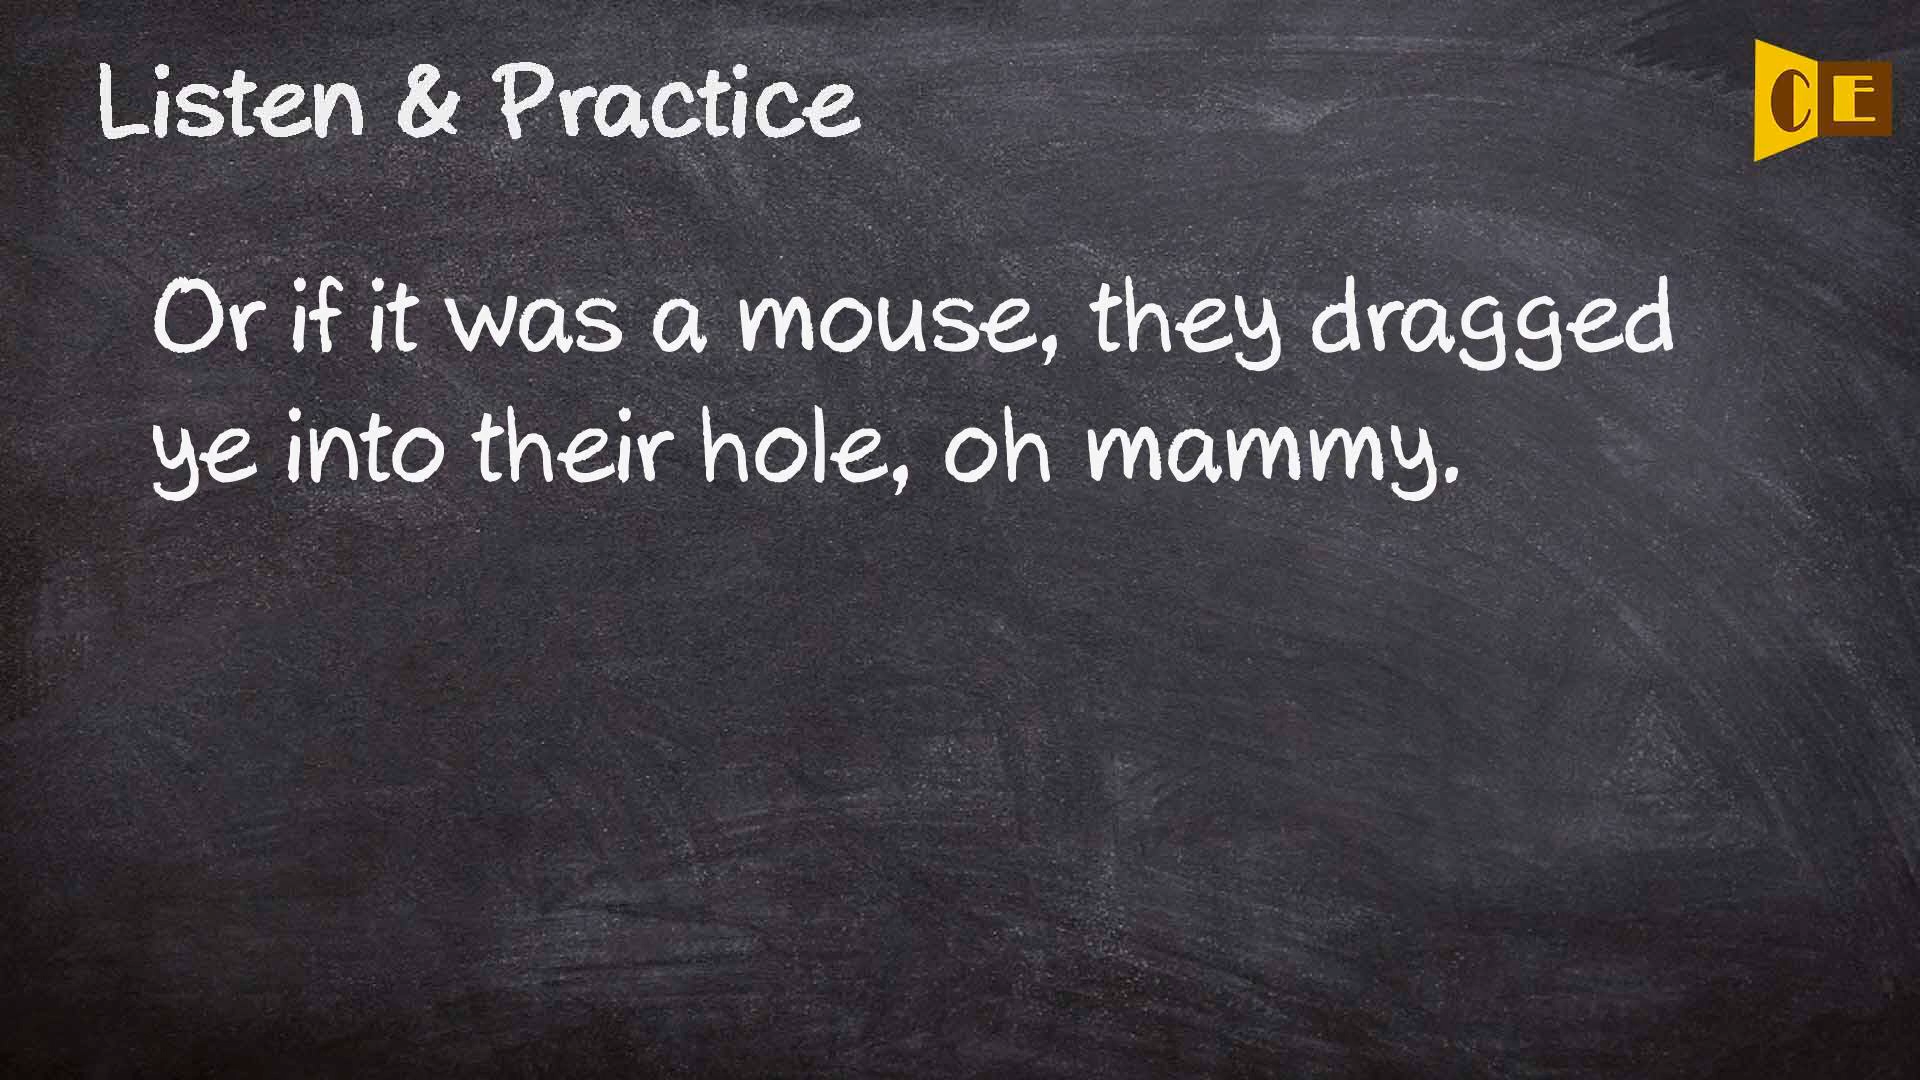 Listen & Practice
CE
Or if it was a mouse, they dragged
ye into their hole, oh mammy.